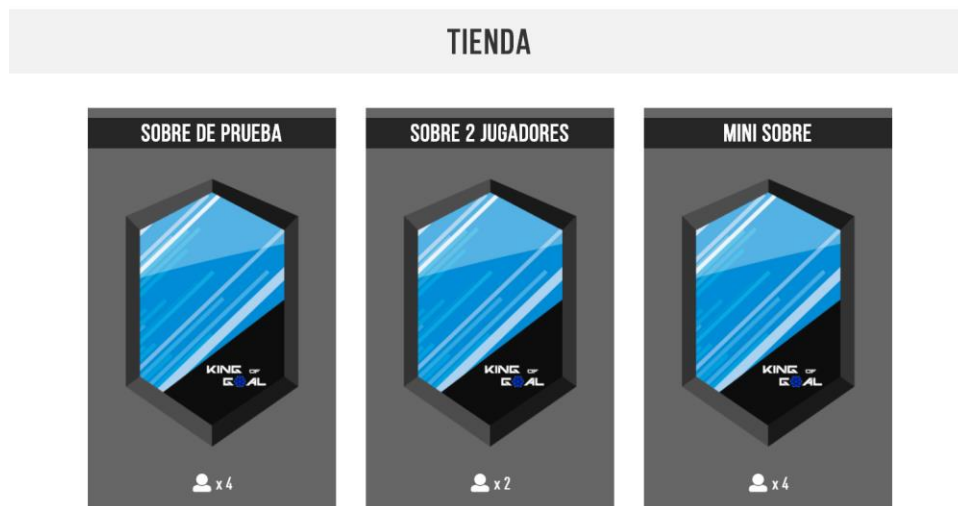 TIENDA
SOBRE DE PRUEBA
KING OF
GOAL
x 4
SOBRE 2 JUGADORES
KING OF
GOAL
x 2
MINI SOBRE
KING OF
GOAL
x 4